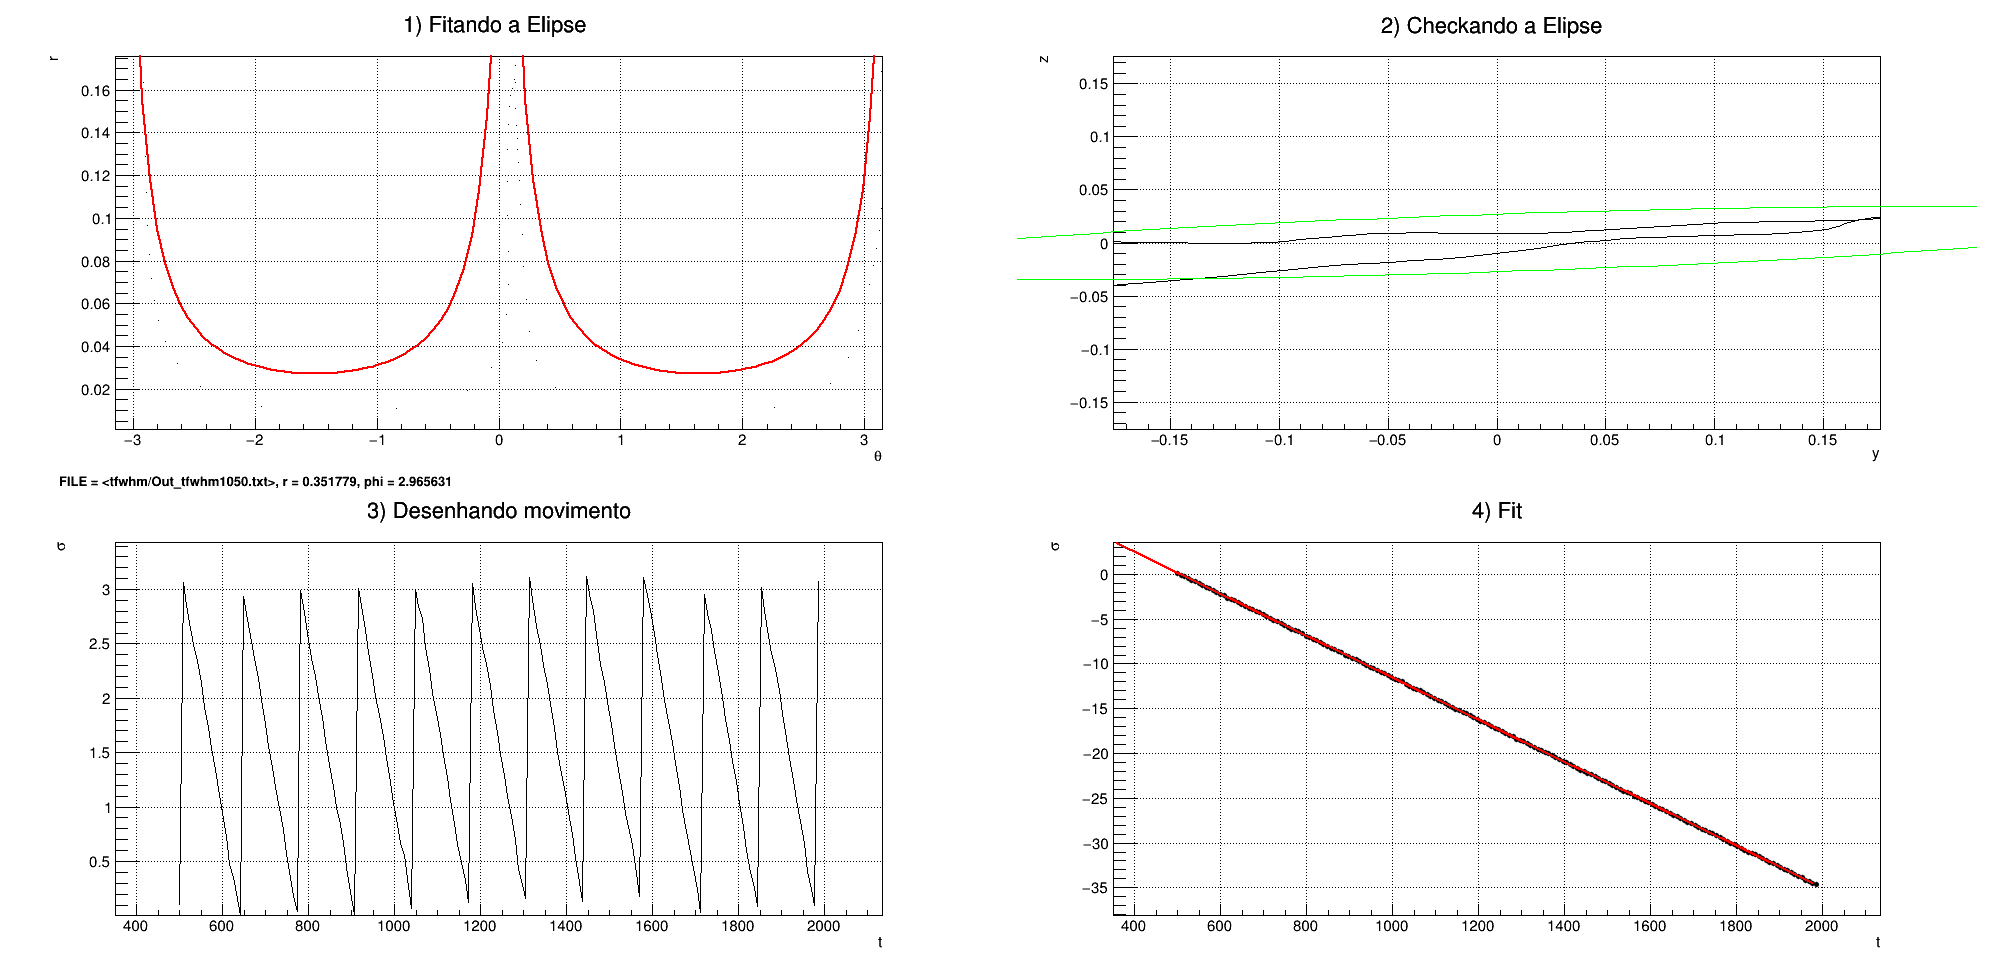 1) Fitando a Elipse
r
0.16
0.14
0.12
0.1
0.08
0.06
0.04
0.02
−3 −2 −1 0 1 2 3
θ
2) Checkando a Elipse
z
0.15
0.1
0.05
0
−0.05
−0.1
−0.15
−0.15 −0.1 −0.05 0 0.05 0.1 0.15
y
FILE = <tfwhm/Out_tfwhm1050.txt>, r = 0.351779, phi = 2.965631
3) Desenhando movimento
σ
3
2.5
2
1.5
1
0.5
400 600 800 1000 1200 1400 1600 1800 2000
t
4) Fit
σ
0
−5
−10
−15
−20
−25
−30
−35
400 600 800 1000 1200 1400 1600 1800 2000
t